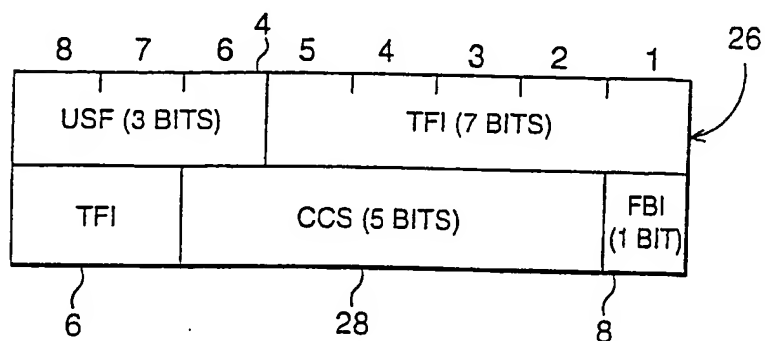 4
26
8 7 6 5 4 3 2 1
USF (3 BITS) TFI (7 BITS)
TFI CCS (5 BITS) FBI
(1 BIT)
6 28 8